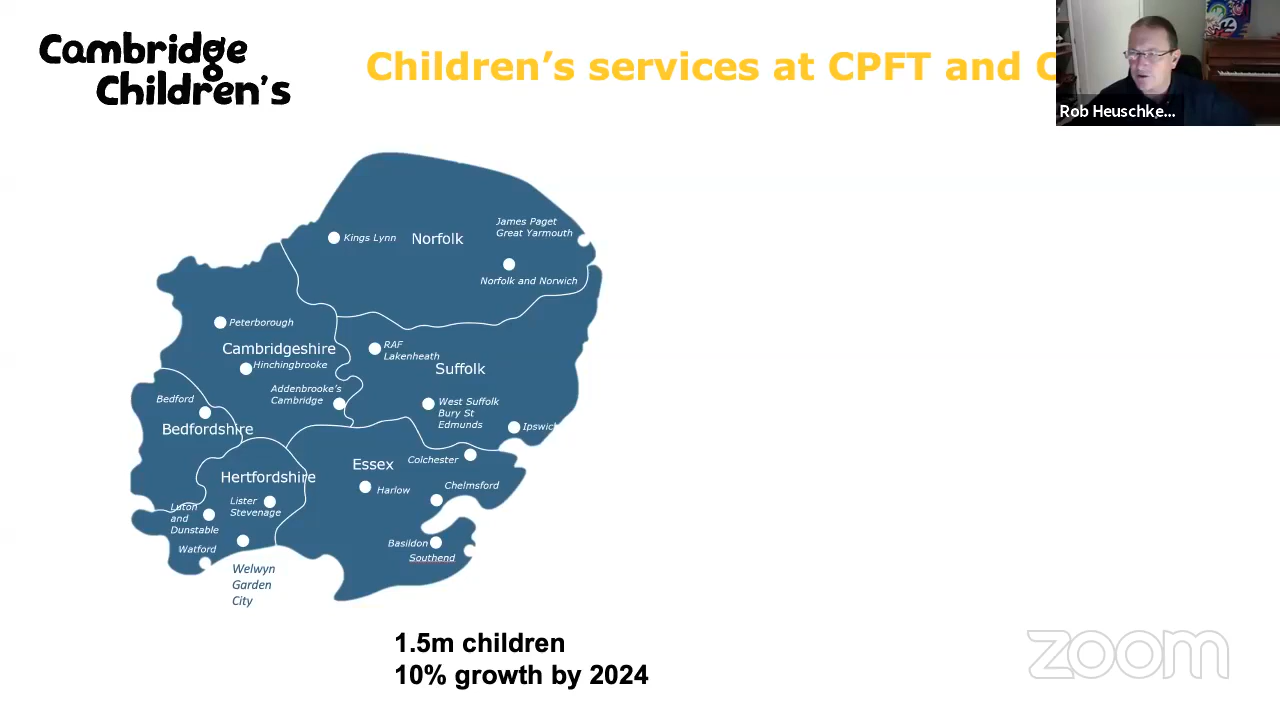 Cambridge
Children's
Children's services at CPFT and C
Rob Heuschke...
James Paget
Great Yarmouth
Kings Lynn
Norfolk
Norfolk and Norwich
Peterborough
Cambridgeshire
RAF
Lakenheath
Hinchingbrooke
Suffolk
Addenbrooke's
Cambridge
Bedford
West Suffolk
Bury St
Edmunds
Bedfordshire
Ipswich
Essex
Colchester
Hertfordshire
Harlow
Chelmsford
Lister
Stevenage
Luton
and
Dunstable
Basildon
Southend
Watford
Welwyn
Garden
City
1.5m children
10% growth by 2024
zoom